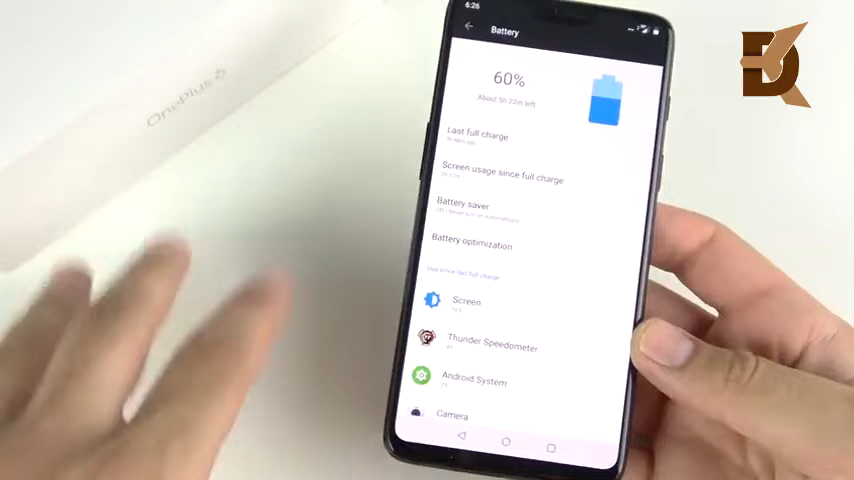 6:26
Battery
60%
About 5h 22m left
Last full charge
Screen usage since full charge
Battery saver
Battery optimization
Use since last full charge
Screen
Thunder Speedometer
Android System
Camera
OnePlus 6
DK